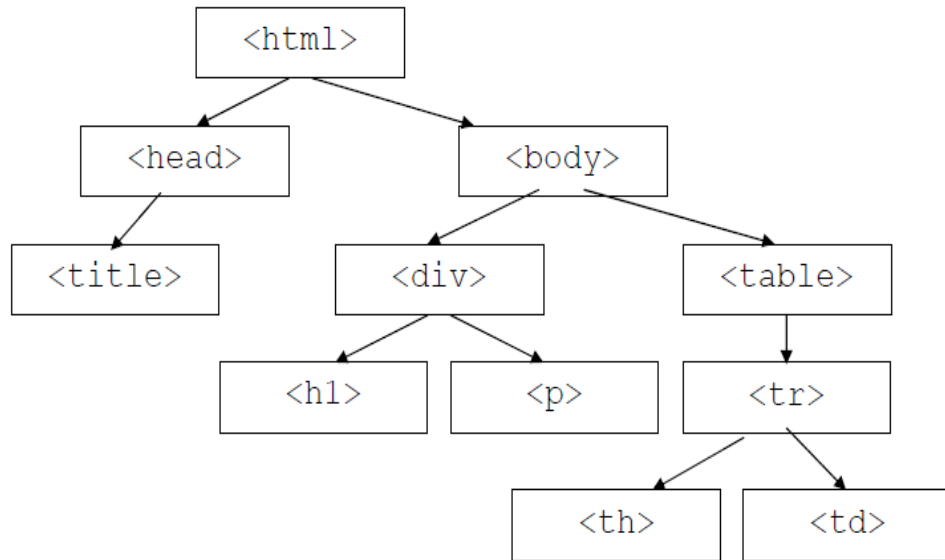 <html>
<head>
<body>
<title>
<div>
<table>
<h1>
<p>
<tr>
<th>
<td>